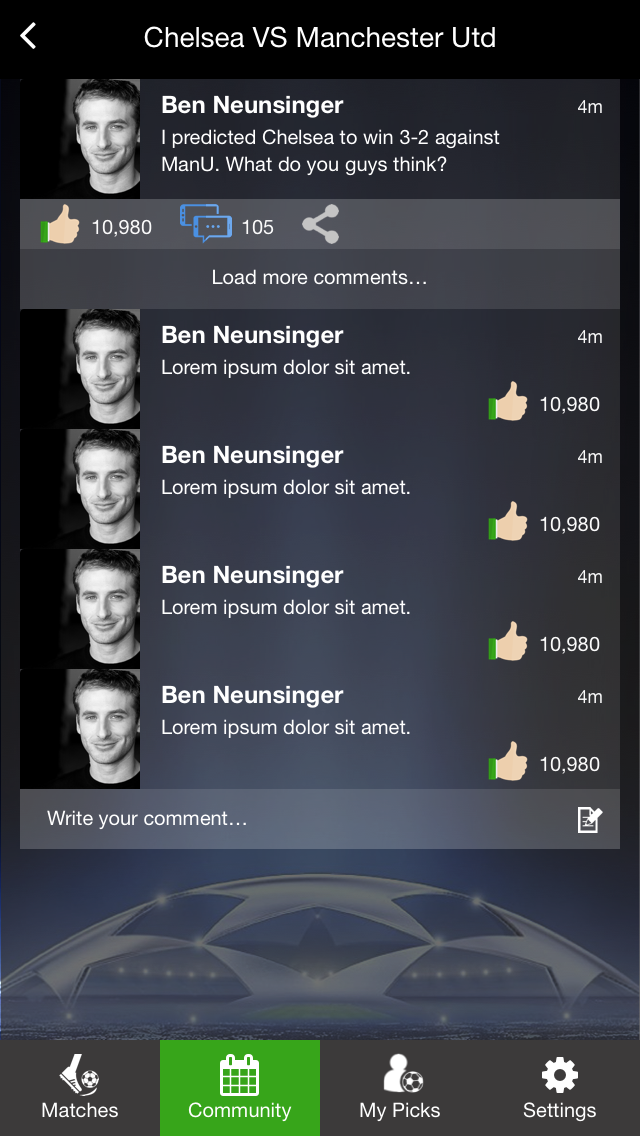 Chelsea VS Manchester Utd
Ben Neunsinger 4m
I predicted Chelsea to win 3-2 against
ManU. What do you guys think?
10,980 105
Load more comments…
Ben Neunsinger 4m
Lorem ipsum dolor sit amet.
10,980
Ben Neunsinger 4m
Lorem ipsum dolor sit amet.
10,980
Ben Neunsinger 4m
Lorem ipsum dolor sit amet.
10,980
Ben Neunsinger 4m
Lorem ipsum dolor sit amet.
10,980
Write your comment…
Matches Community My Picks Settings